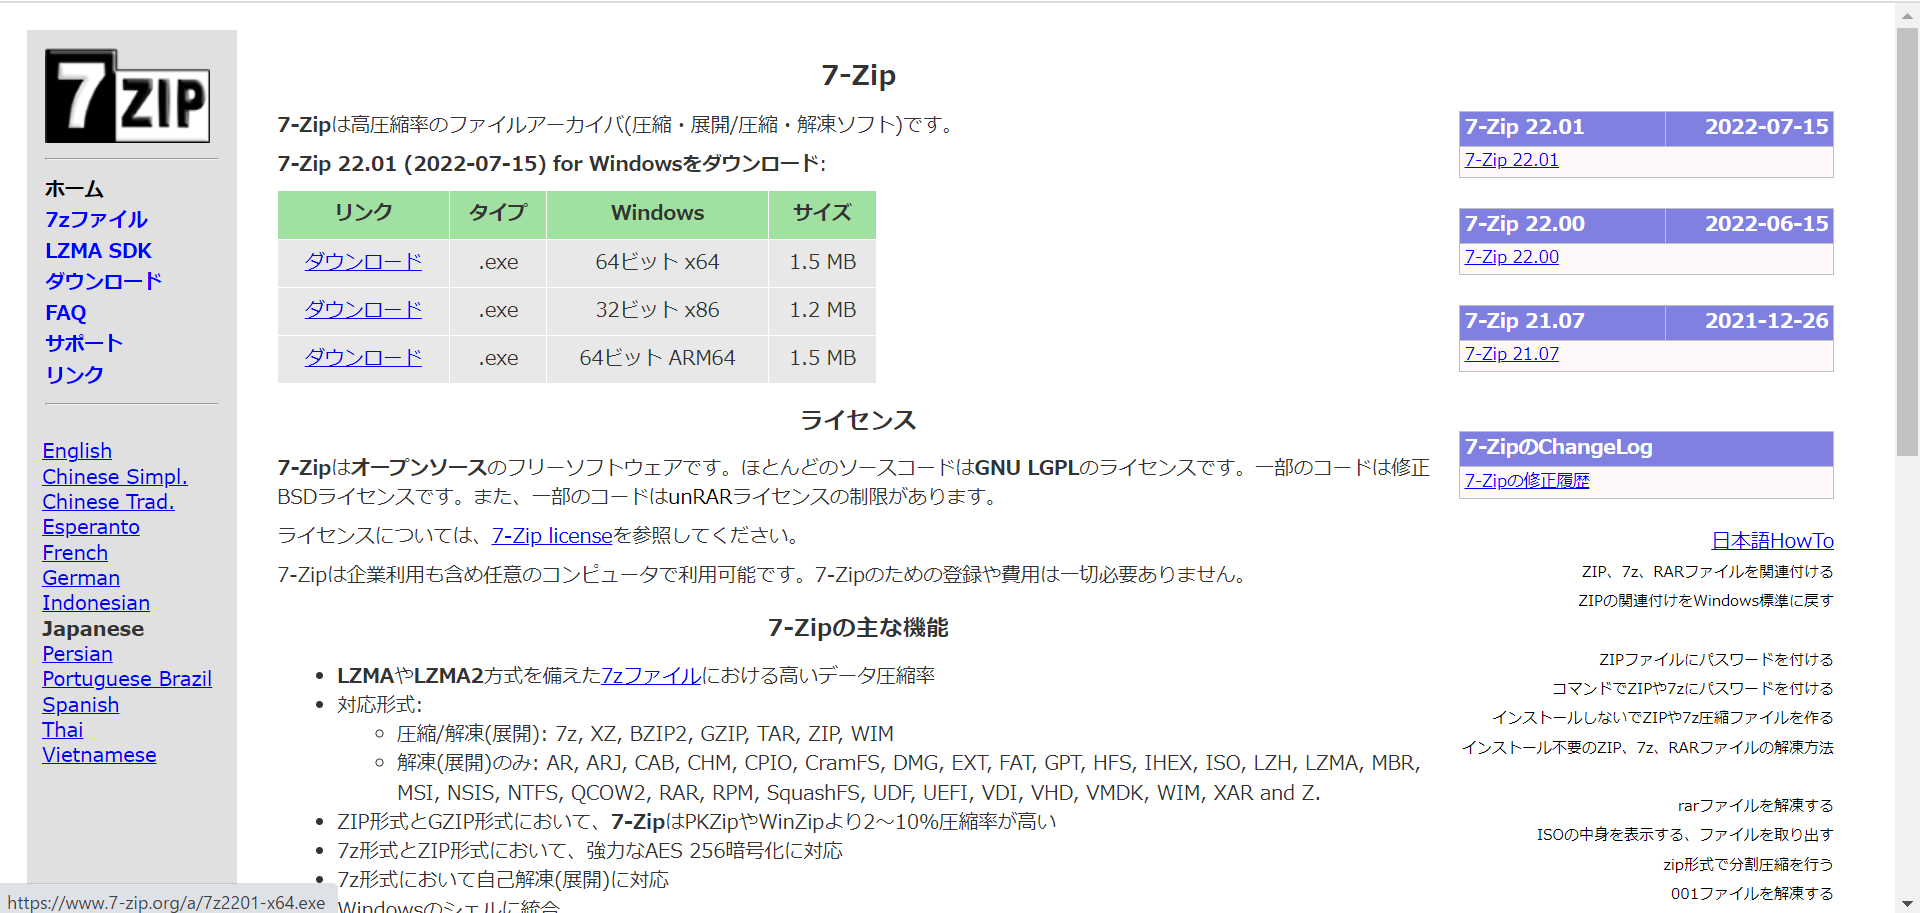 7 ZIP
ホーム
7zファイル
LZMA SDK
ダウンロード
FAQ
サポート
リンク
English
Chinese Simpl.
Chinese Trad.
Esperanto
French
German
Indonesian
Japanese
Persian
Portuguese Brazil
Spanish
Thai
Vietnamese
7-Zip
7-Zipは高圧縮率のファイルアーカイバ(圧縮・展開/圧縮・解凍ソフト)です。
7-Zip 22.01 (2022-07-15) for Windowsをダウンロード:
リンク タイプ Windows サイズ
ダウンロード .exe 64ビット x64 1.5 MB
ダウンロード .exe 32ビット x86 1.2 MB
ダウンロード .exe 64ビット ARM64 1.5 MB
ライセンス
7-Zipはオープンソースのフリーソフトウェアです。ほとんどのソースコードはGNU LGPLのライセンスです。一部のコードは修正
BSDライセンスです。また、一部のコードはunRARライセンスの制限があります。
ライセンスについては、7-Zip licenseを参照してください。
7-Zipは企業利用も含め任意のコンピュータで利用可能です。7-Zipのための登録や費用は一切必要ありません。
7-Zipの主な機能
LZMAやLZMA2方式を備えた7zファイルにおける高いデータ圧縮率
対応形式:
圧縮/解凍(展開): 7z, XZ, BZIP2, GZIP, TAR, ZIP, WIM
解凍(展開)のみ: AR, ARJ, CAB, CHM, CPIO, CramFS, DMG, EXT, FAT, GPT, HFS, IHEX, ISO, LZH, LZMA, MBR,
MSI, NSIS, NTFS, QCOW2, RAR, RPM, SquashFS, UDF, UEFI, VDI, VHD, VMDK, WIM, XAR and Z.
ZIP形式とGZIP形式において、7-ZipはPKZipやWinZipより2〜10%圧縮率が高い
7z形式とZIP形式において、強力なAES 256暗号化に対応
7z形式において自己解凍(展開)に対応
Windowsのシェルに統合
7-Zip 22.01 2022-07-15
7-Zip 22.01
7-Zip 22.00 2022-06-15
7-Zip 22.00
7-Zip 21.07 2021-12-26
7-Zip 21.07
7-ZipのChangeLog
7-Zipの修正履歴
日本語HowTo
ZIP、7z、RARファイルを関連付ける
ZIPの関連付けをWindows標準に戻す
ZIPファイルにパスワードを付ける
コマンドでZIPや7zにパスワードを付ける
インストールしないでZIPや7z圧縮ファイルを作る
インストール不要のZIP、7z、RARファイルの解凍方法
rarファイルを解凍する
ISOの中身を表示する、ファイルを取り出す
zip形式で分割圧縮を行う
001ファイルを解凍する
https://www.7-zip.org/a/7z2201-x64.exe